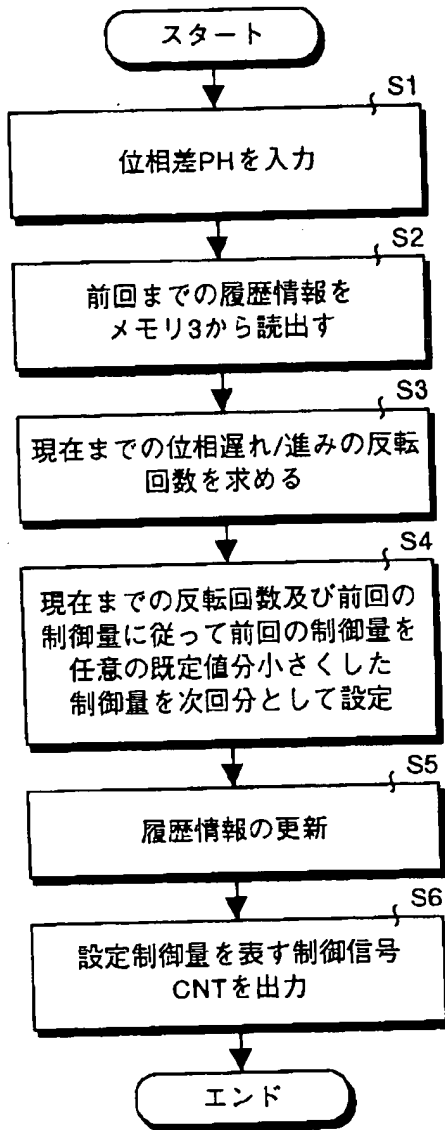 スタート
S1
位相差PHを入力
S2
前回までの履歴情報を
メモリ3から読出す
S3
現在までの位相遅れ/進みの反転
回数を求める
S4
現在までの反転回数及び前回の
制御量に従って前回の制御量を
任意の既定値分小さくした
制御量を次回分として設定
S5
履歴情報の更新
S6
設定制御量を表す制御信号
CNTを出力
エンド